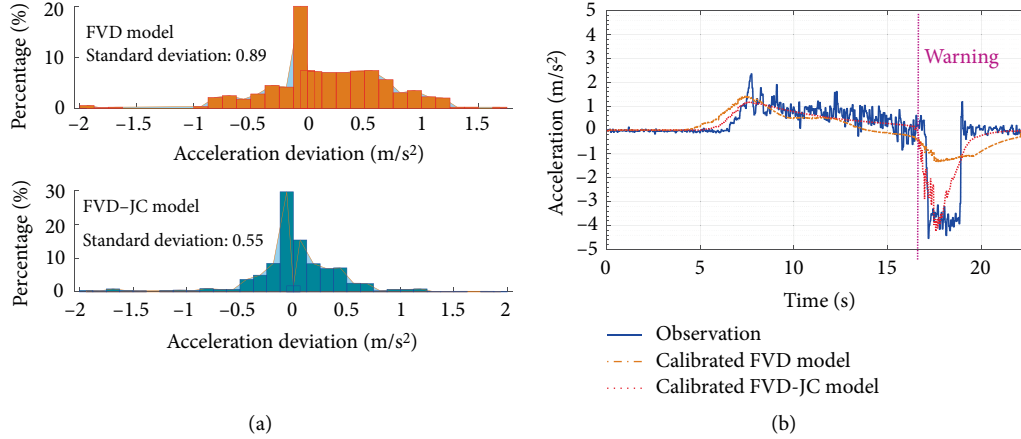 20
10
0
Percentage (%)
FVD model
Standard deviation: 0.89
−2 −1.5 −1 −0.5 0 0.5 1 1.5
Acceleration deviation (m/s2)
30
20
10
0
Percentage (%)
FVD–JC model
Standard deviation: 0.55
−2 −1.5 −1 −0.5 0 0.5 1 1.5 2
Acceleration deviation (m/s2)
(a)
5
4
3
2
1
0
−1
−2
−3
−4
−5
Acceleration (m/s2)
Warning
0 5 10 15 20
Time (s)
Observation
Calibrated FVD model
Calibrated FVD-JC model
(b)